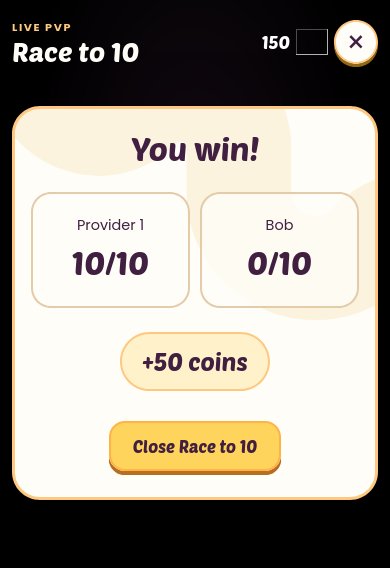 LIVE PVP
Race to 10
150
You win!
Provider 1
10/10
Bob
0/10
+50 coins
Close Race to 10